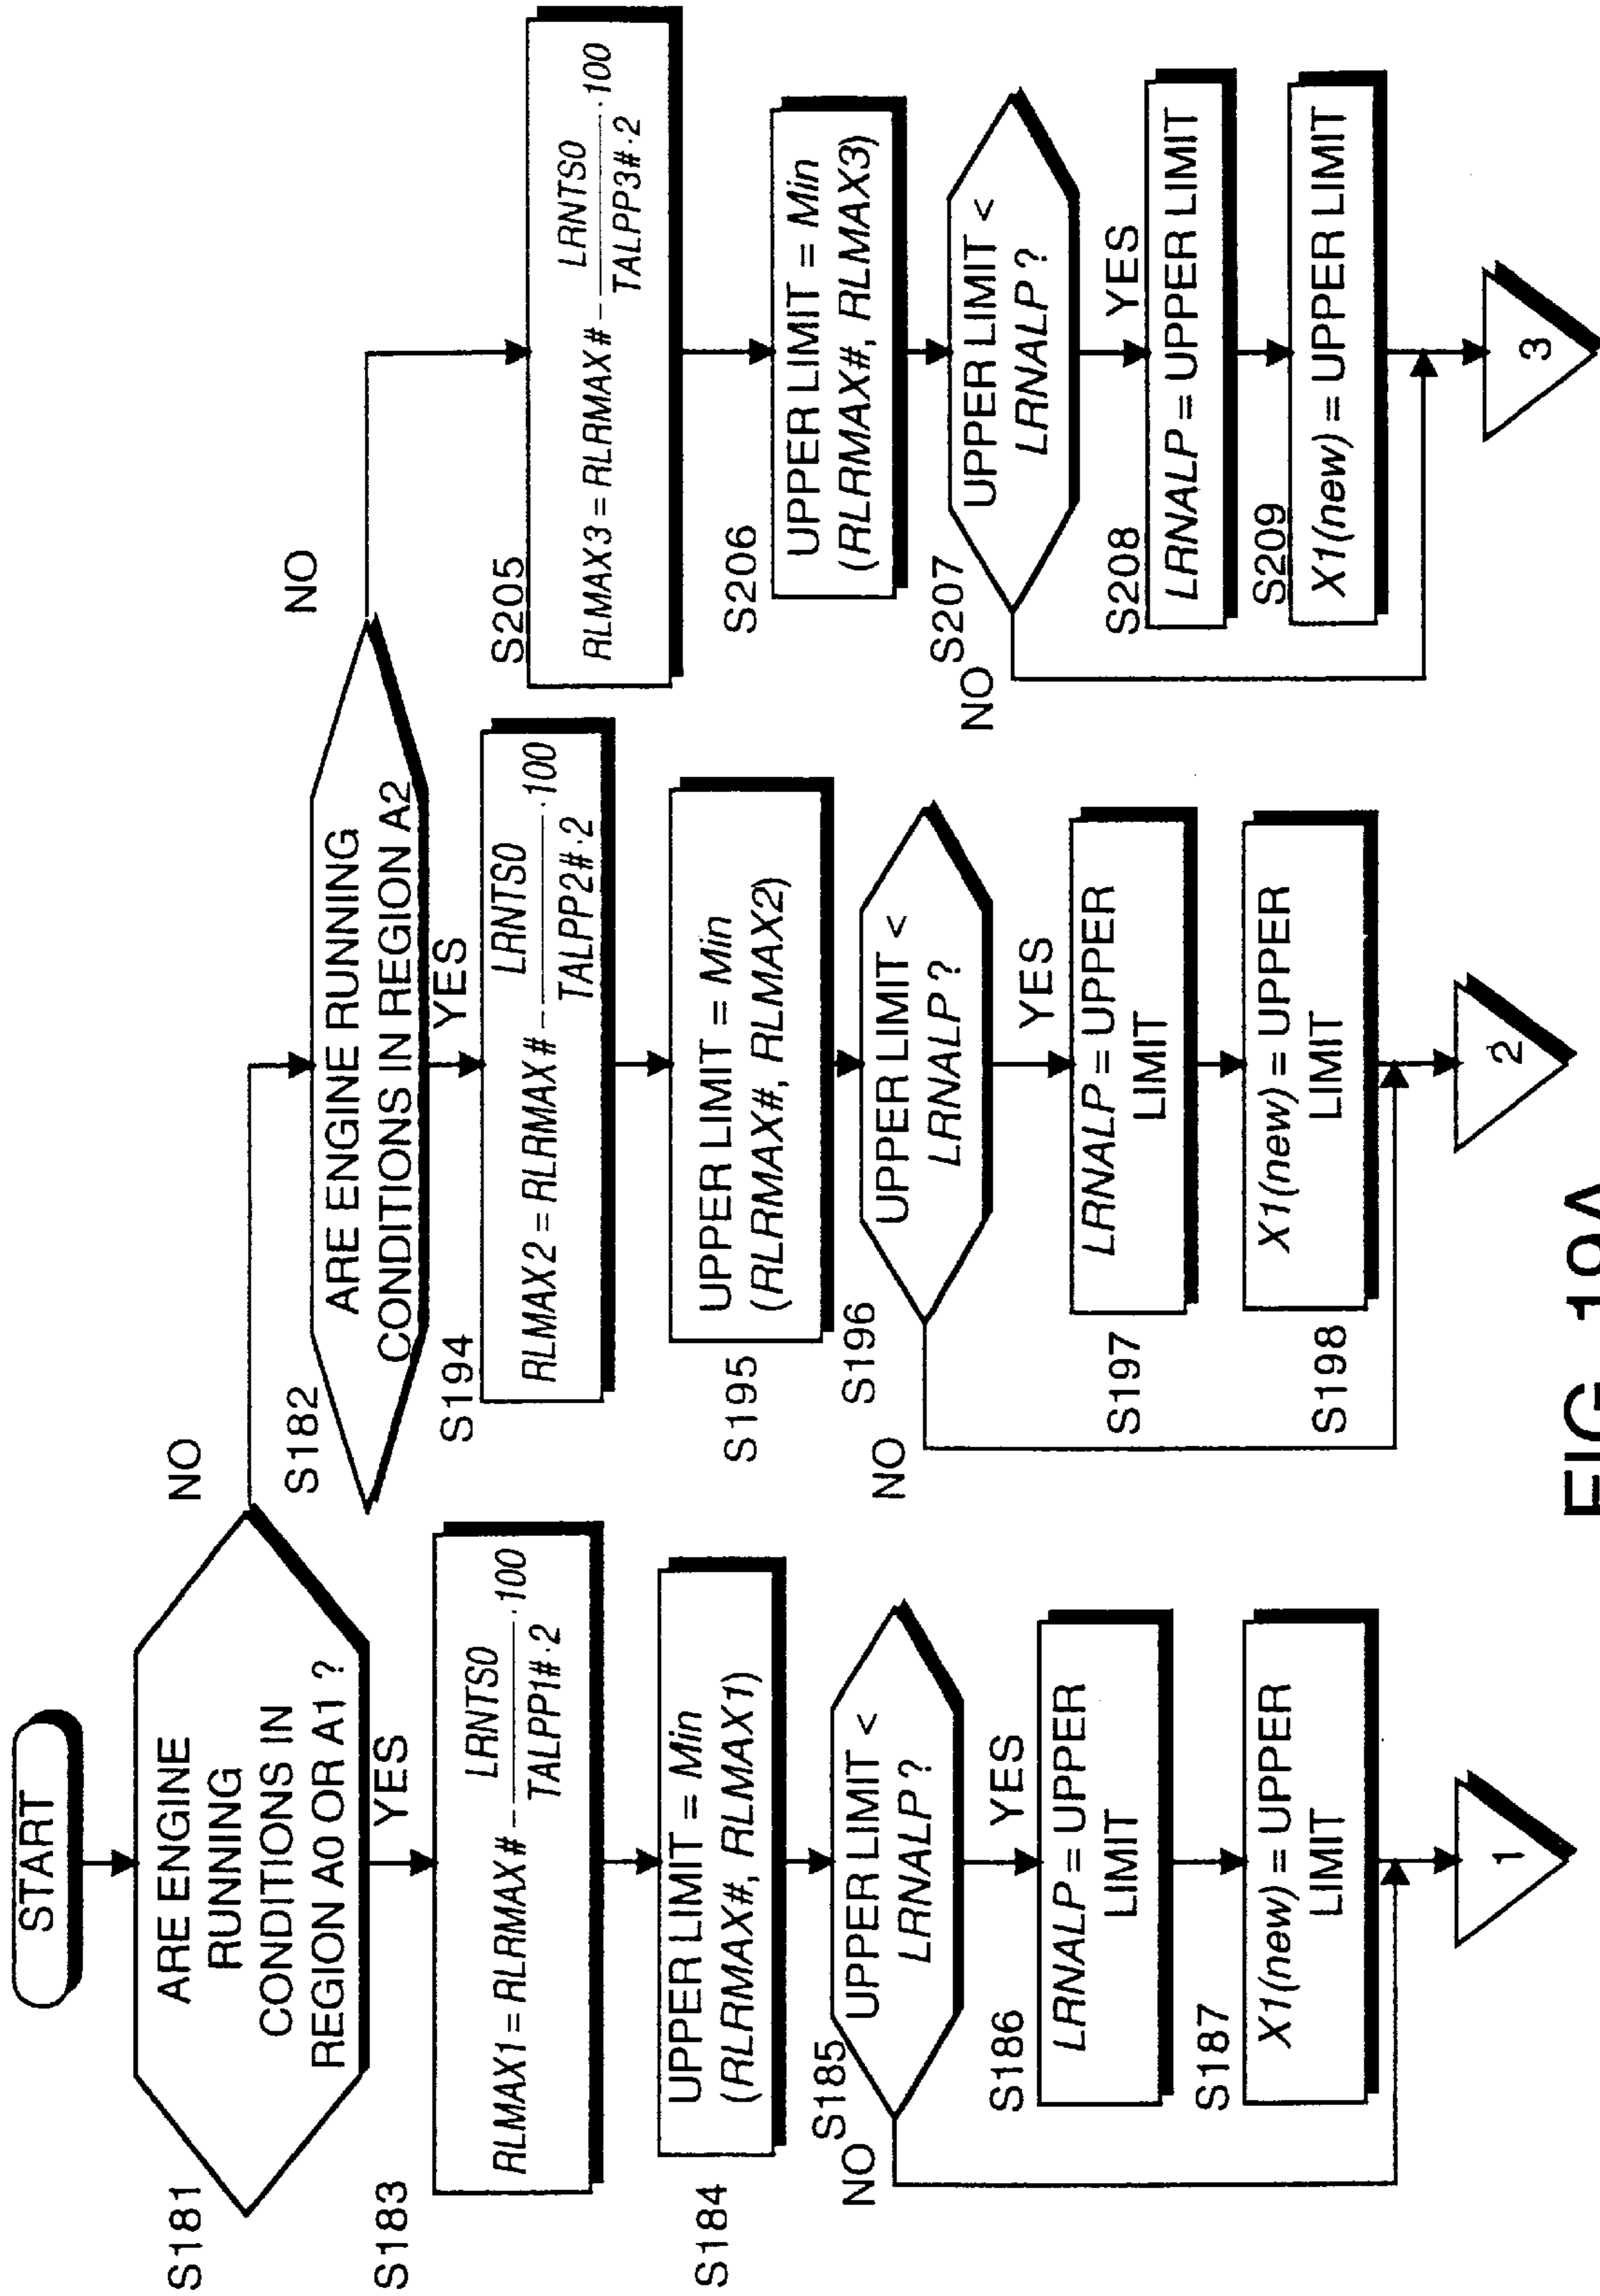 START
S181
ARE ENGINE
RUNNING
CONDITIONS IN
REGION A0 OR A1 ?
NO
YES
S183
RLMAX1 = RLRMAX# - LRNTS0
TALPP1#·2
·100
S184
UPPER LIMIT = Min
(RLRMAX#, RLMAX1)
S185
UPPER LIMIT <
LRNALP ?
NO
YES
S186
LRNALP = UPPER
LIMIT
S187
X1(new) = UPPER
LIMIT
1
S182
ARE ENGINE RUNNING
CONDITIONS IN REGION A2
NO
YES
S194
RLMAX2 = RLRMAX# - LRNTS0
TALPP2#·2
·100
S195
UPPER LIMIT = Min
(RLRMAX#, RLMAX2)
S196
UPPER LIMIT <
LRNALP ?
NO
YES
S197
LRNALP = UPPER
LIMIT
S198
X1(new) = UPPER
LIMIT
2
S205
RLMAX3 = RLRMAX# - LRNTS0
TALPP3#·2
·100
S206
UPPER LIMIT = Min
(RLRMAX#, RLMAX3)
S207
UPPER LIMIT <
LRNALP ?
NO
YES
S208
LRNALP = UPPER LIMIT
S209
X1(new) = UPPER LIMIT
3
FIG. 19A